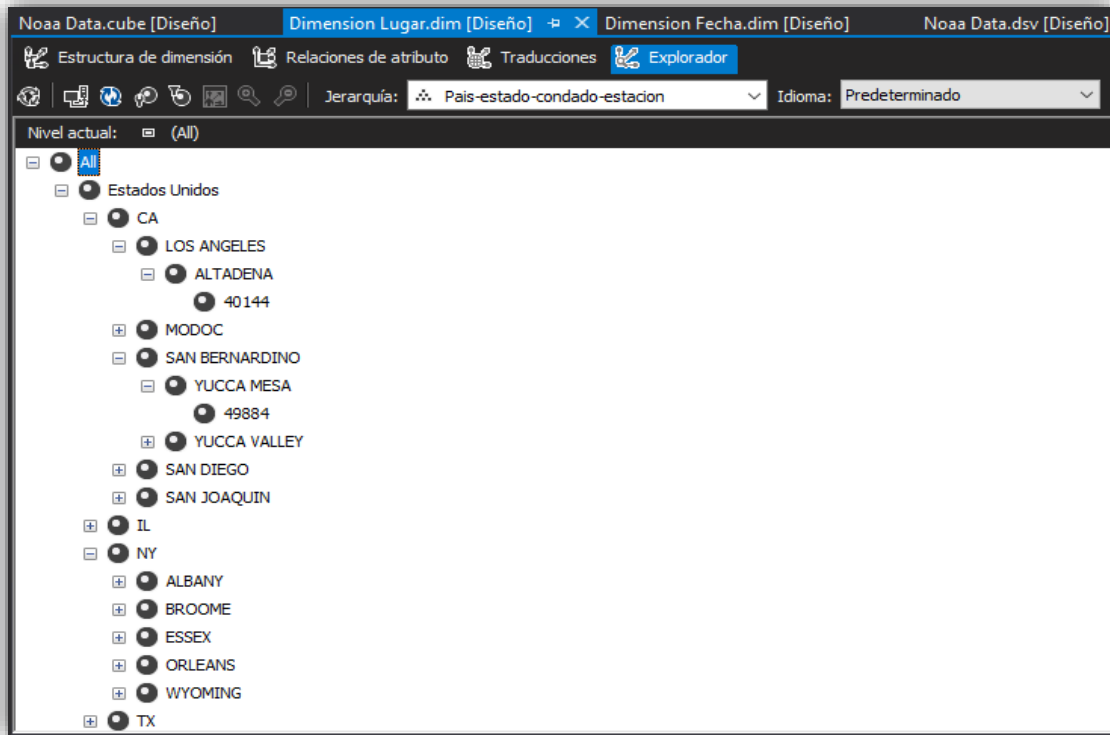 Noaa Data.cube [Diseño] Dimension Lugar.dim [Diseño] Dimension Fecha.dim [Diseño] Noaa Data.dsv [Diseño]
Estructura de dimensión Relaciones de atributo Traducciones Explorador
Jerarquía: Pais-estado-condado-estacion Idioma: Predeterminado
Nivel actual: (All)
All
Estados Unidos
CA
LOS ANGELES
ALTADENA
40144
MODOC
SAN BERNARDINO
YUCCA MESA
49884
YUCCA VALLEY
SAN DIEGO
SAN JOAQUIN
IL
NY
ALBANY
BROOME
ESSEX
ORLEANS
WYOMING
TX